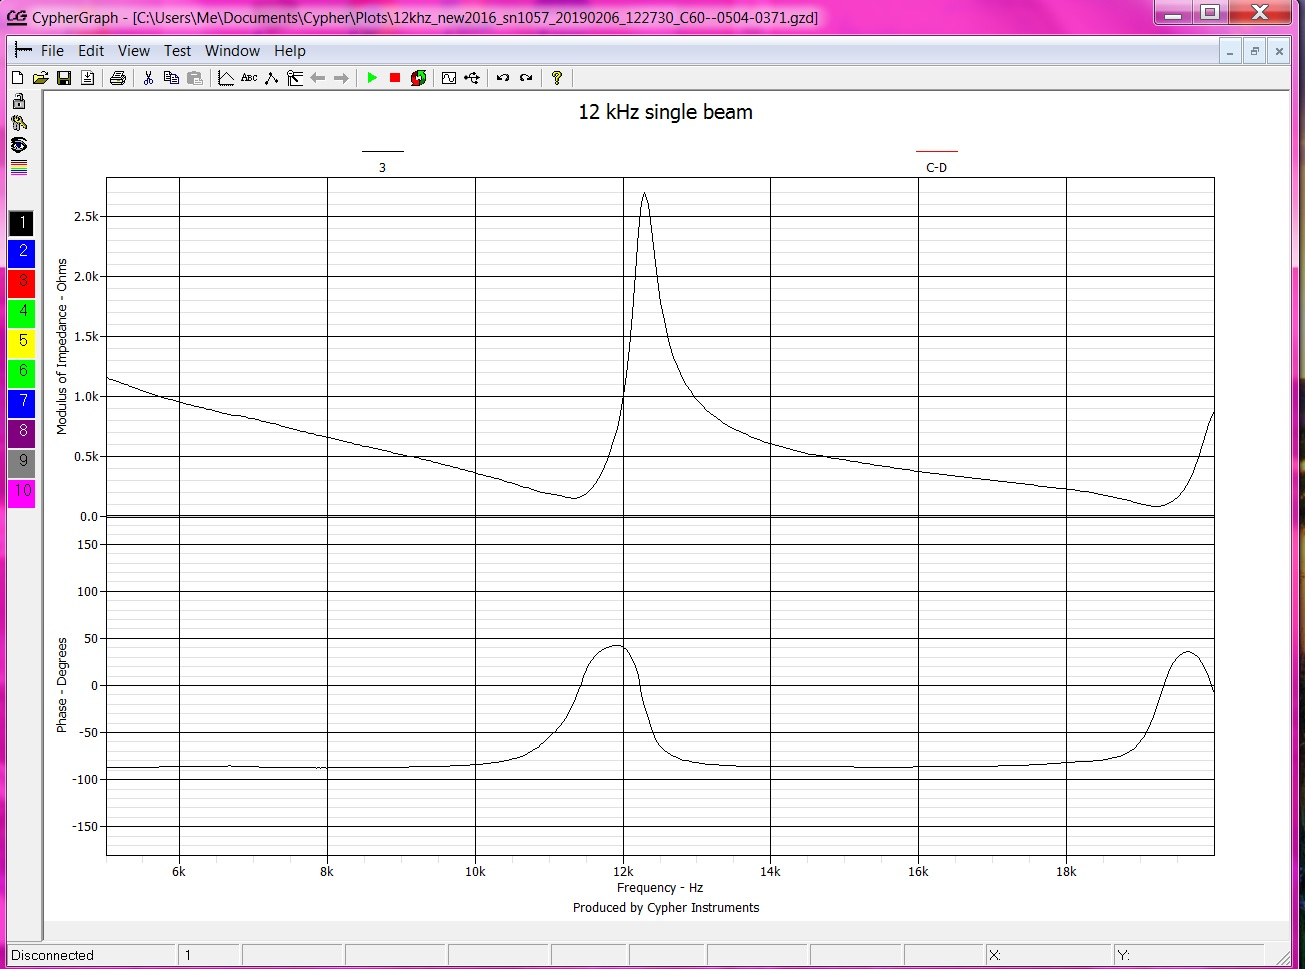 CG CypherGraph - [C:\Users\Me\Documents\Cypher\Plots\12khz_new2016_sn1057_20190206_122730_C60--0504-0371.gzd]
File Edit View Test Window Help
ABC ?
12 kHz single beam
3 C-D
1
2
3
4
5
6
7
8
9
10
Modulus of Impedance - Ohms
2.5k
2.0k
1.5k
1.0k
0.5k
0.0
Phase - Degrees
150
100
50
0
-50
-100
-150
6k 8k 10k 12k 14k 16k 18k
Frequency - Hz
Produced by Cypher Instruments
Disconnected 1 X: Y: